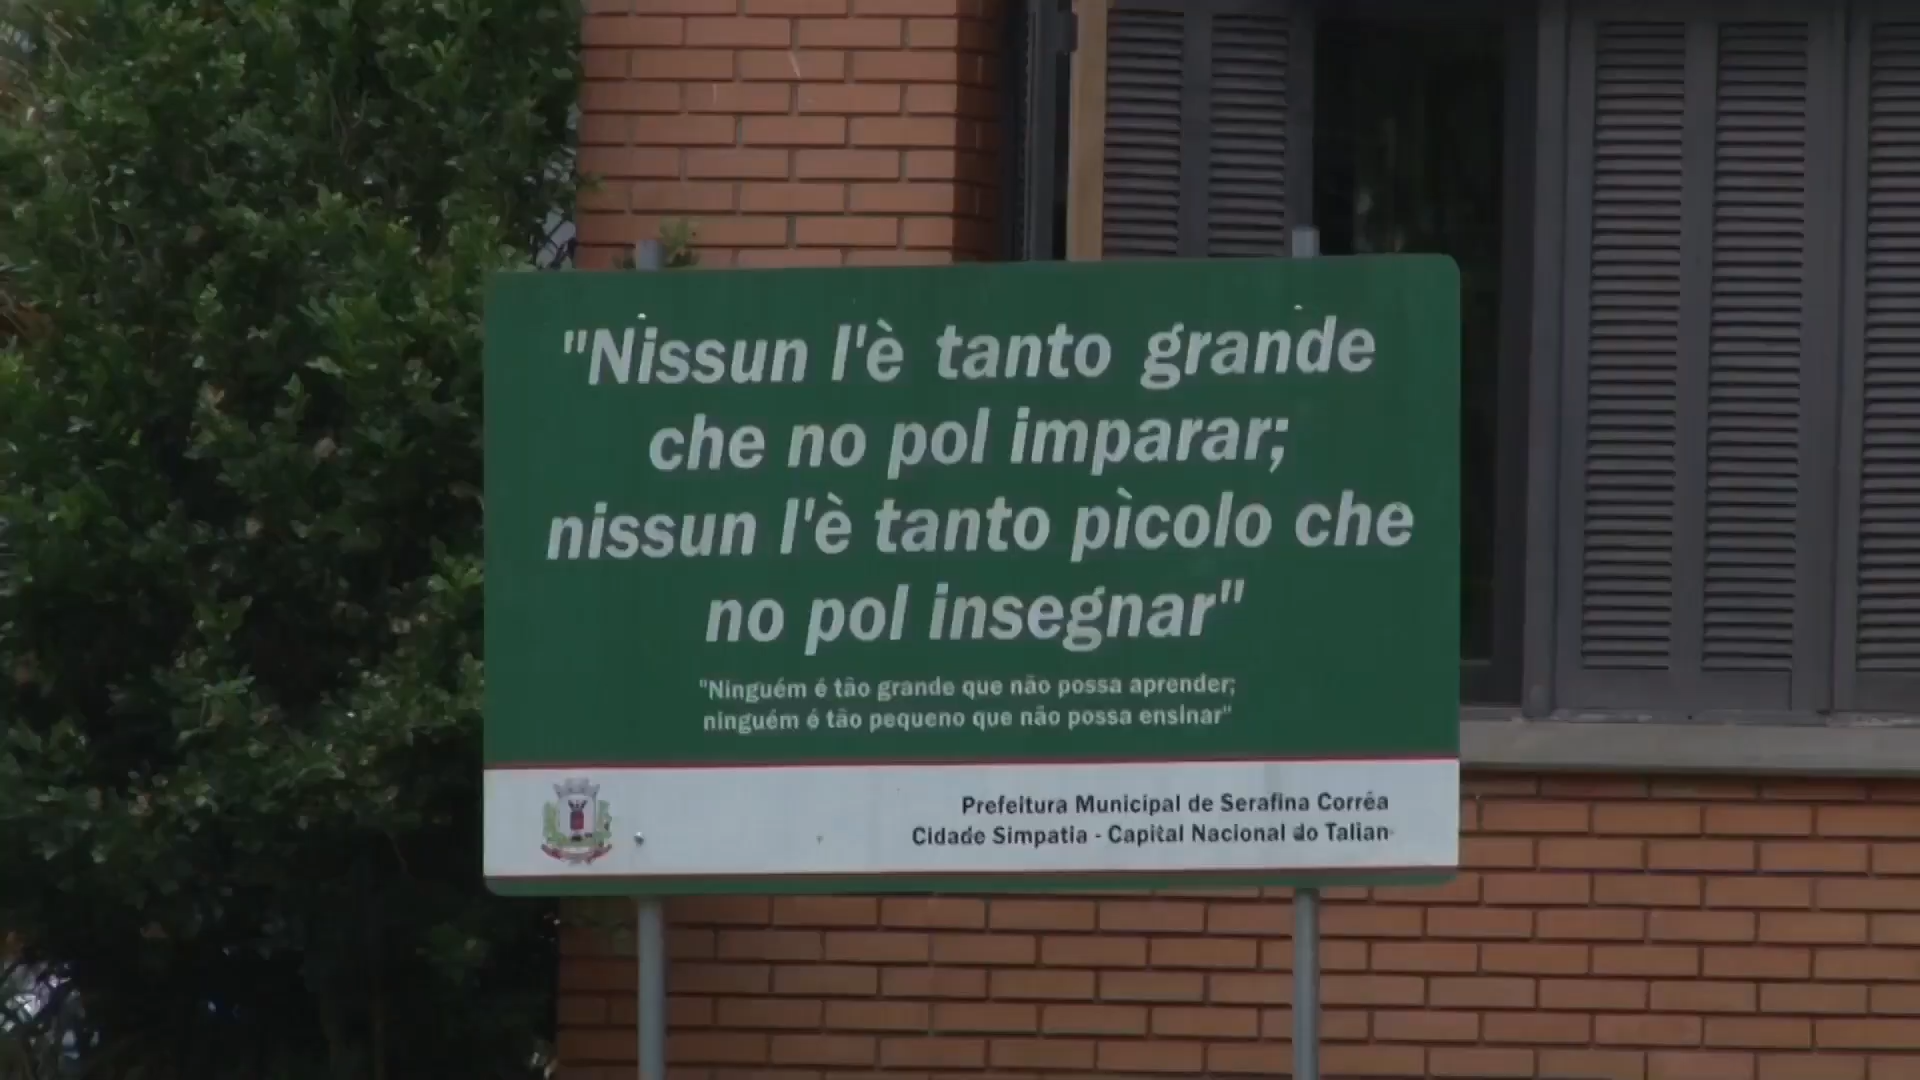 "Nissun l'è tanto grande
che no pol imparar;
nissun l'è tanto pìcolo che
no pol insegnar"
"Ninguém é tão grande que não possa aprender;
ninguém é tão pequeno que não possa ensinar"
Prefeitura Municipal de Serafina Corrêa
Cidade Simpatia - Capital Nacional do Talian